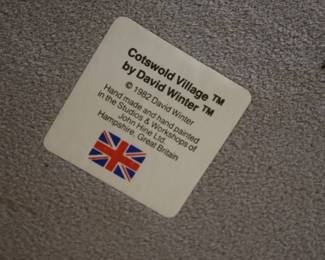 Cotswold Village ™
by David Winter ™
© 1982 David Winter
Hand made and hand painted
in the Studios & Workshops of
John Hine Ltd.
Hampshire, Great Britain